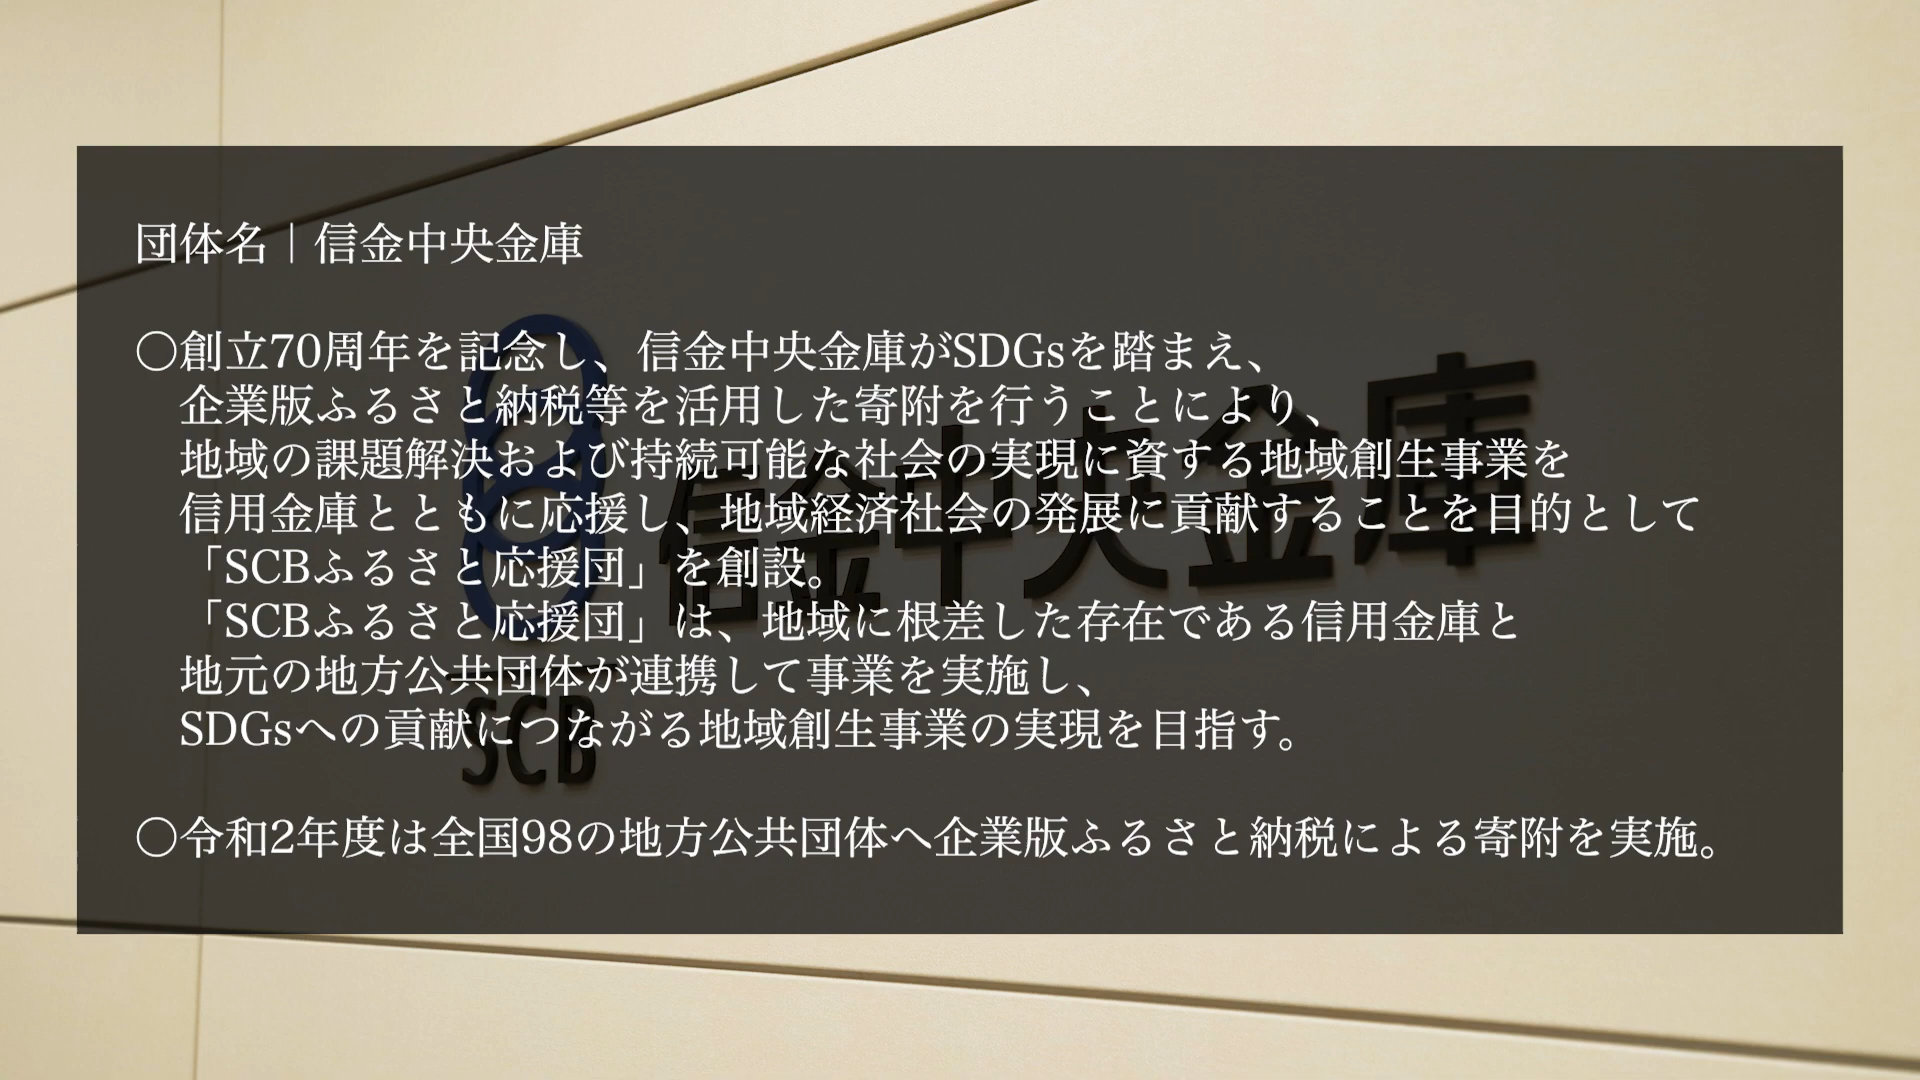 団体名｜信金中央金庫
〇創立70周年を記念し、信金中央金庫がSDGsを踏まえ、
企業版ふるさと納税等を活用した寄附を行うことにより、
地域の課題解決および持続可能な社会の実現に資する地域創生事業を
信用金庫とともに応援し、地域経済社会の発展に貢献することを目的として
「SCBふるさと応援団」を創設。
「SCBふるさと応援団」は、地域に根差した存在である信用金庫と
地元の地方公共団体が連携して事業を実施し、
SDGsへの貢献につながる地域創生事業の実現を目指す。
〇令和2年度は全国98の地方公共団体へ企業版ふるさと納税による寄附を実施。
信金中央金庫
SCB